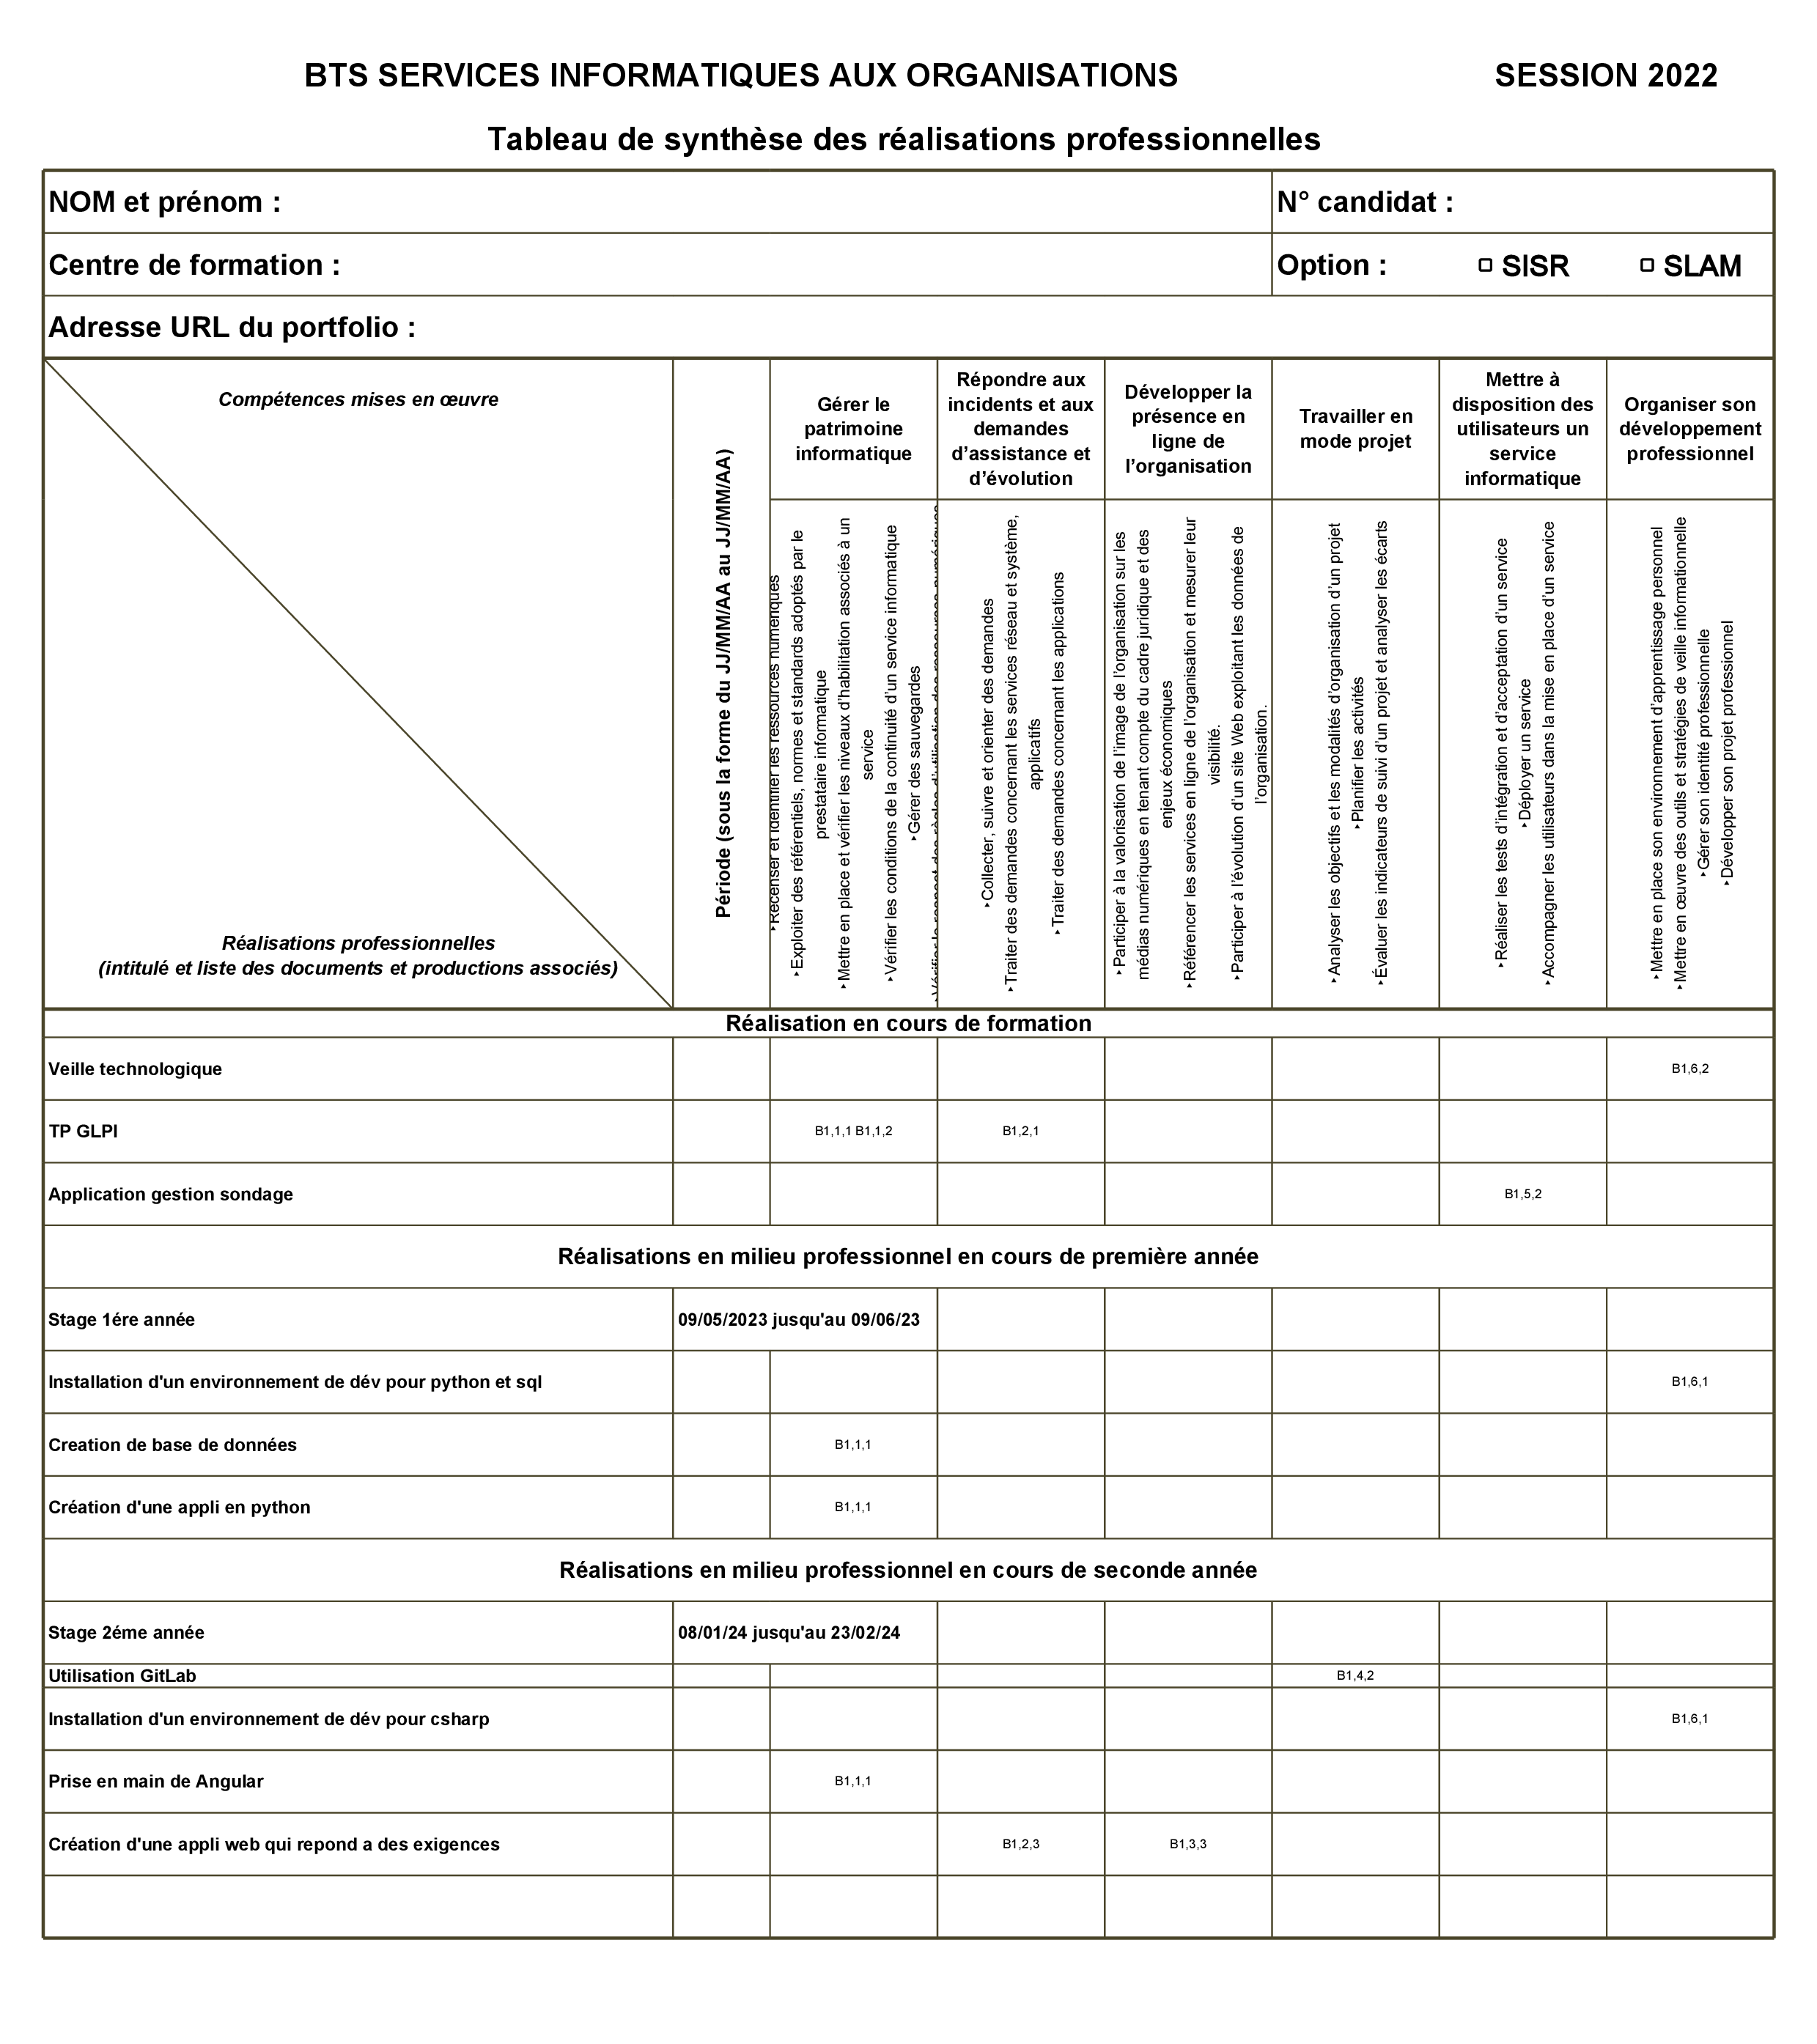 BTS SERVICES INFORMATIQUES AUX ORGANISATIONS SESSION 2022
Tableau de synthèse des réalisations professionnelles
NOM et prénom :
N° candidat :
Centre de formation :
Option : SISR SLAM
Adresse URL du portfolio :
Compétences mises en œuvre
Réalisations professionnelles
(intitulé et liste des documents et productions associés)
Période (sous la forme du JJ/MM/AA au JJ/MM/AA)
Gérer le
patrimoine
informatique
Répondre aux
incidents et aux
demandes
d’assistance et
d’évolution
Développer la
présence en
ligne de
l’organisation
Travailler en
mode projet
Mettre à
disposition des
utilisateurs un
service
informatique
Organiser son
développement
professionnel
‣Recenser et identifier les ressources numériques
‣Exploiter des référentiels, normes et standards adoptés par le
prestataire informatique
‣Mettre en place et vérifier les niveaux d’habilitation associés à un
service
‣Vérifier les conditions de la continuité d’un service informatique
‣Gérer des sauvegardes
‣Vérifier le respect des règles d’utilisation des ressources numériques
‣Collecter, suivre et orienter des demandes
‣Traiter des demandes concernant les services réseau et système,
applicatifs
‣Traiter des demandes concernant les applications
‣Participer à la valorisation de l’image de l’organisation sur les
médias numériques en tenant compte du cadre juridique et des
enjeux économiques
‣Référencer les services en ligne de l’organisation et mesurer leur
visibilité.
‣Participer à l’évolution d’un site Web exploitant les données de
l’organisation.
‣Analyser les objectifs et les modalités d’organisation d’un projet
‣Planifier les activités
‣Évaluer les indicateurs de suivi d’un projet et analyser les écarts
‣Réaliser les tests d’intégration et d’acceptation d’un service
‣Déployer un service
‣Accompagner les utilisateurs dans la mise en place d’un service
‣Mettre en place son environnement d’apprentissage personnel
‣Mettre en œuvre des outils et stratégies de veille informationnelle
‣Gérer son identité professionnelle
‣Développer son projet professionnel
Réalisation en cours de formation
Veille technologique B1,6,2
TP GLPI B1,1,1 B1,1,2 B1,2,1
Application gestion sondage B1,5,2
Réalisations en milieu professionnel en cours de première année
Stage 1ére année 09/05/2023 jusqu'au 09/06/23
Installation d'un environnement de dév pour python et sql B1,6,1
Creation de base de données B1,1,1
Création d'une appli en python B1,1,1
Réalisations en milieu professionnel en cours de seconde année
Stage 2éme année 08/01/24 jusqu'au 23/02/24
Utilisation GitLab B1,4,2
Installation d'un environnement de dév pour csharp B1,6,1
Prise en main de Angular B1,1,1
Création d'une appli web qui repond a des exigences B1,2,3 B1,3,3